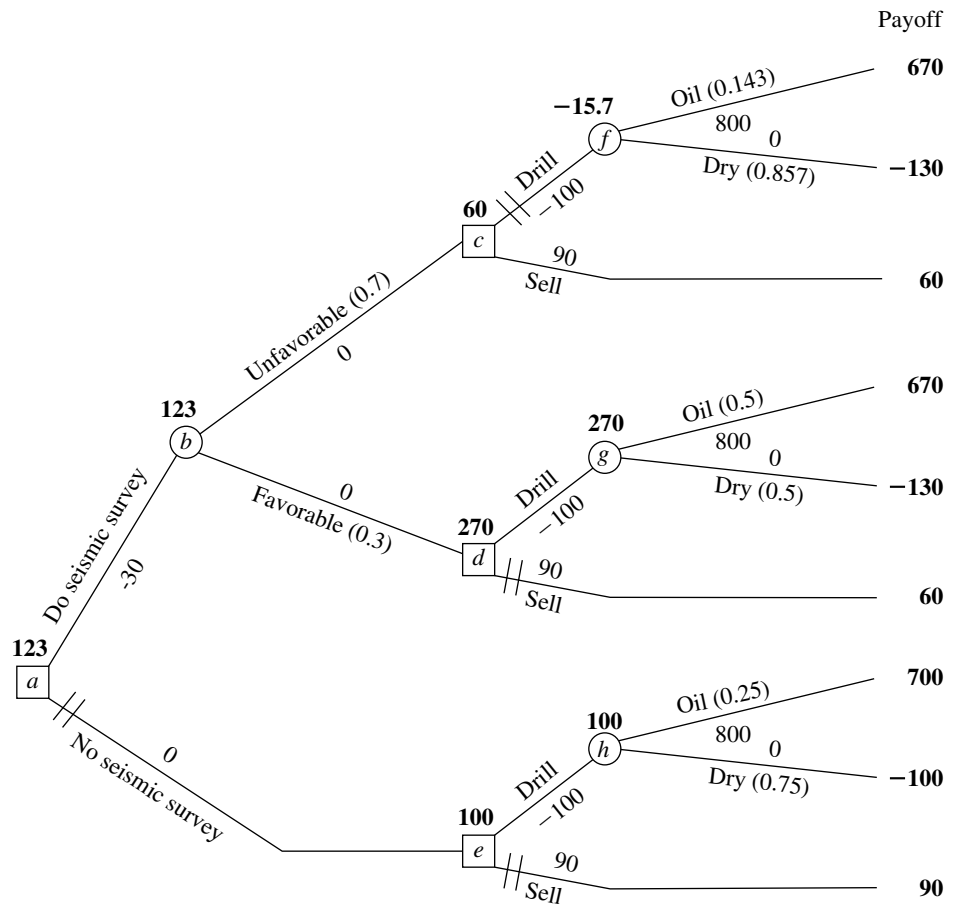 Payoff
670
Oil (0.143)
−15.7
800
f
0
Dry (0.857)
−130
Drill
−100
60
c
90
Sell
60
Unfavorable (0.7)
0
670
Oil (0.5)
123
270
800
b
g
0
Dry (0.5)
−130
0
Favorable (0.3)
Drill
−100
270
d
90
Sell
60
Do seismic survey
-30
123
a
700
Oil (0.25)
100
800
h
0
Dry (0.75)
−100
0
No seismic survey
Drill
−100
100
e
90
Sell
90